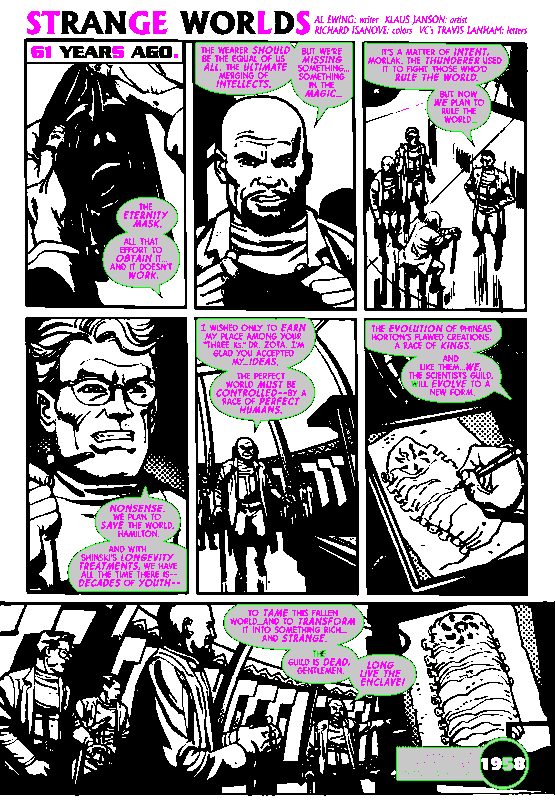 STRANGE WORLDS
AL EWING: writer KLAUS JANSON: artist
RICHARD ISANOVE: colors VC's TRAVIS LANHAM: letters
61 YEARS AGO.
THE
ETERNITY
MASK.
ALL THAT
EFFORT TO
OBTAIN IT...
AND IT DOESN'T
WORK.
THE WEARER SHOULD
BE THE EQUAL OF US
ALL. THE ULTIMATE
MERGING OF
INTELLECTS.
BUT WE'RE
MISSING
SOMETHING...
SOMETHING
IN THE
MAGIC...
IT'S A MATTER OF INTENT,
MORLAK. THE THUNDERER USED
IT TO FIGHT THOSE WHO'D
RULE THE WORLD.
BUT NOW
WE PLAN TO
RULE THE
WORLD...
NONSENSE.
WE PLAN TO
SAVE THE WORLD,
HAMILTON.
AND WITH
SHINSKI'S LONGEVITY
TREATMENTS, WE HAVE
ALL THE TIME THERE IS--
DECADES OF YOUTH--
I WISHED ONLY TO EARN
MY PLACE AMONG YOUR
"THREE Xs," DR. ZOTA. I'M
GLAD YOU ACCEPTED
MY...IDEAS.
THE PERFECT
WORLD MUST BE
CONTROLLED--BY A
RACE OF PERFECT
HUMANS.
THE EVOLUTION OF PHINEAS
HORTON'S FLAWED CREATIONS.
A RACE OF KINGS.
AND
LIKE THEM...WE,
THE SCIENTIST'S GUILD,
WILL EVOLVE TO A
NEW FORM.
TO TAME THIS FALLEN
WORLD...AND TO TRANSFORM
IT INTO SOMETHING RICH...
AND STRANGE.
THE
GUILD IS DEAD,
GENTLEMEN.
LONG
LIVE THE
ENCLAVE!
1958